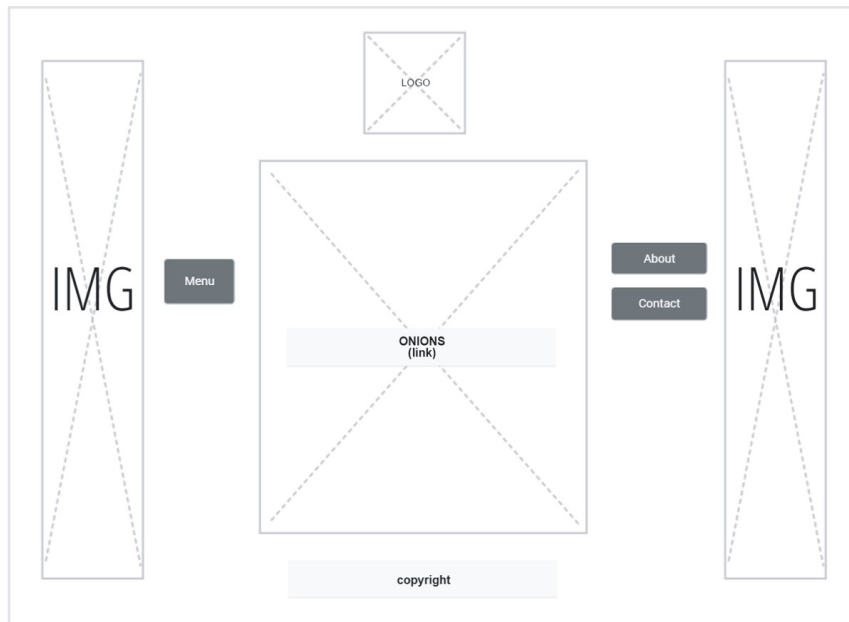 LOGO
IMG
Menu
ONIONS
(link)
About
Contact
IMG
copyright